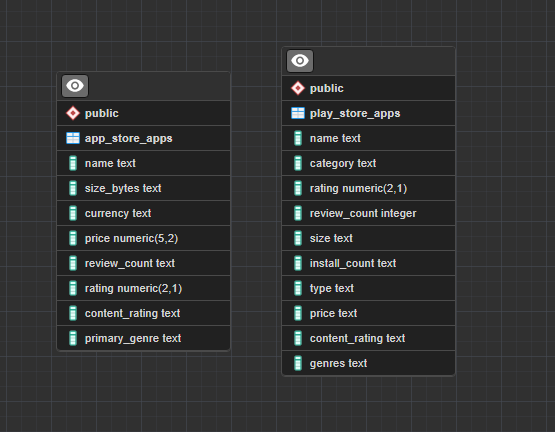 public
app_store_apps
name text
size_bytes text
currency text
price numeric(5,2)
review_count text
rating numeric(2,1)
content_rating text
primary_genre text
public
play_store_apps
name text
category text
rating numeric(2,1)
review_count integer
size text
install_count text
type text
price text
content_rating text
genres text